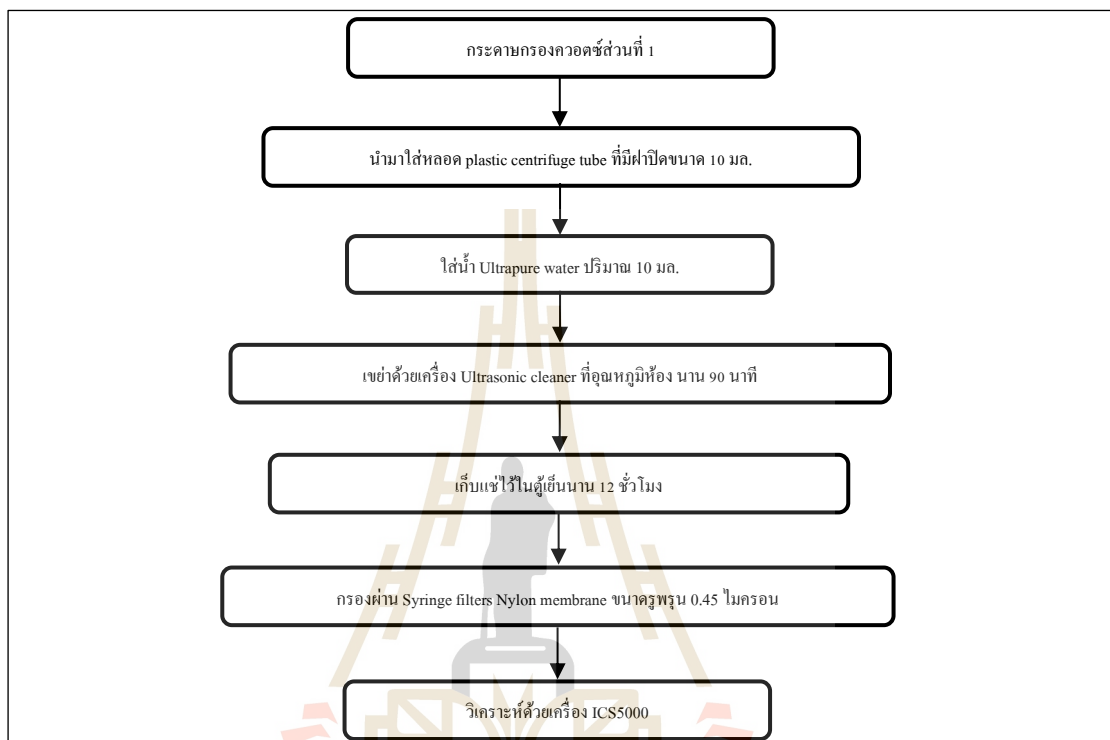 กระดาษกรองควอตซ์ส่วนที่ 1
นำมาใส่หลอด plastic centrifuge tube ที่มีฝาปิดขนาด 10 มล.
ใส่น้ำ Ultrapure water ปริมาณ 10 มล.
เขย่าด้วยเครื่อง Ultrasonic cleaner ที่อุณหภูมิห้อง นาน 90 นาที
เก็บแช่ไว้ในตู้เย็นนาน 12 ชั่วโมง
กรองผ่าน Syringe filters Nylon membrane ขนาดรูพรุน 0.45 ไมครอน
วิเคราะห์ด้วยเครื่อง ICS5000